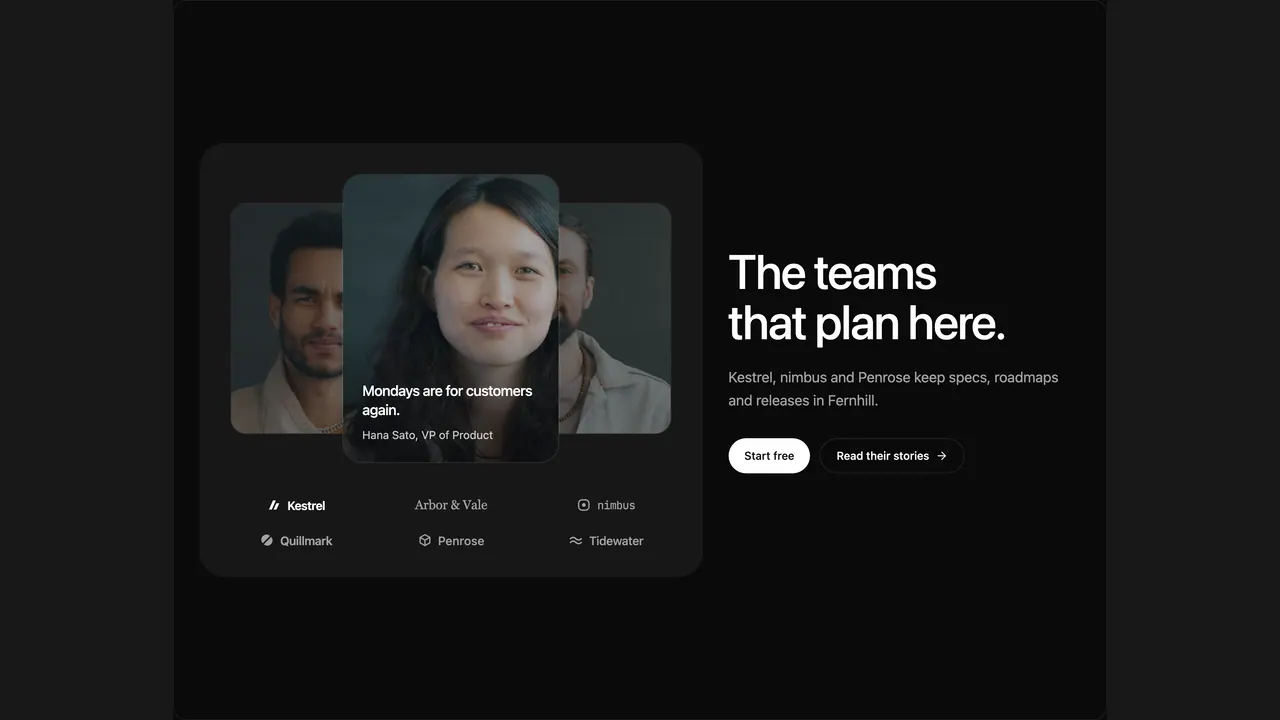 Mondays are for customers
again.
Hana Sato, VP of Product
Kestrel
Arbor & Vale
nimbus
Quillmark
Penrose
Tidewater
The teams
that plan here.
Kestrel, nimbus and Penrose keep specs, roadmaps
and releases in Fernhill.
Start free
Read their stories